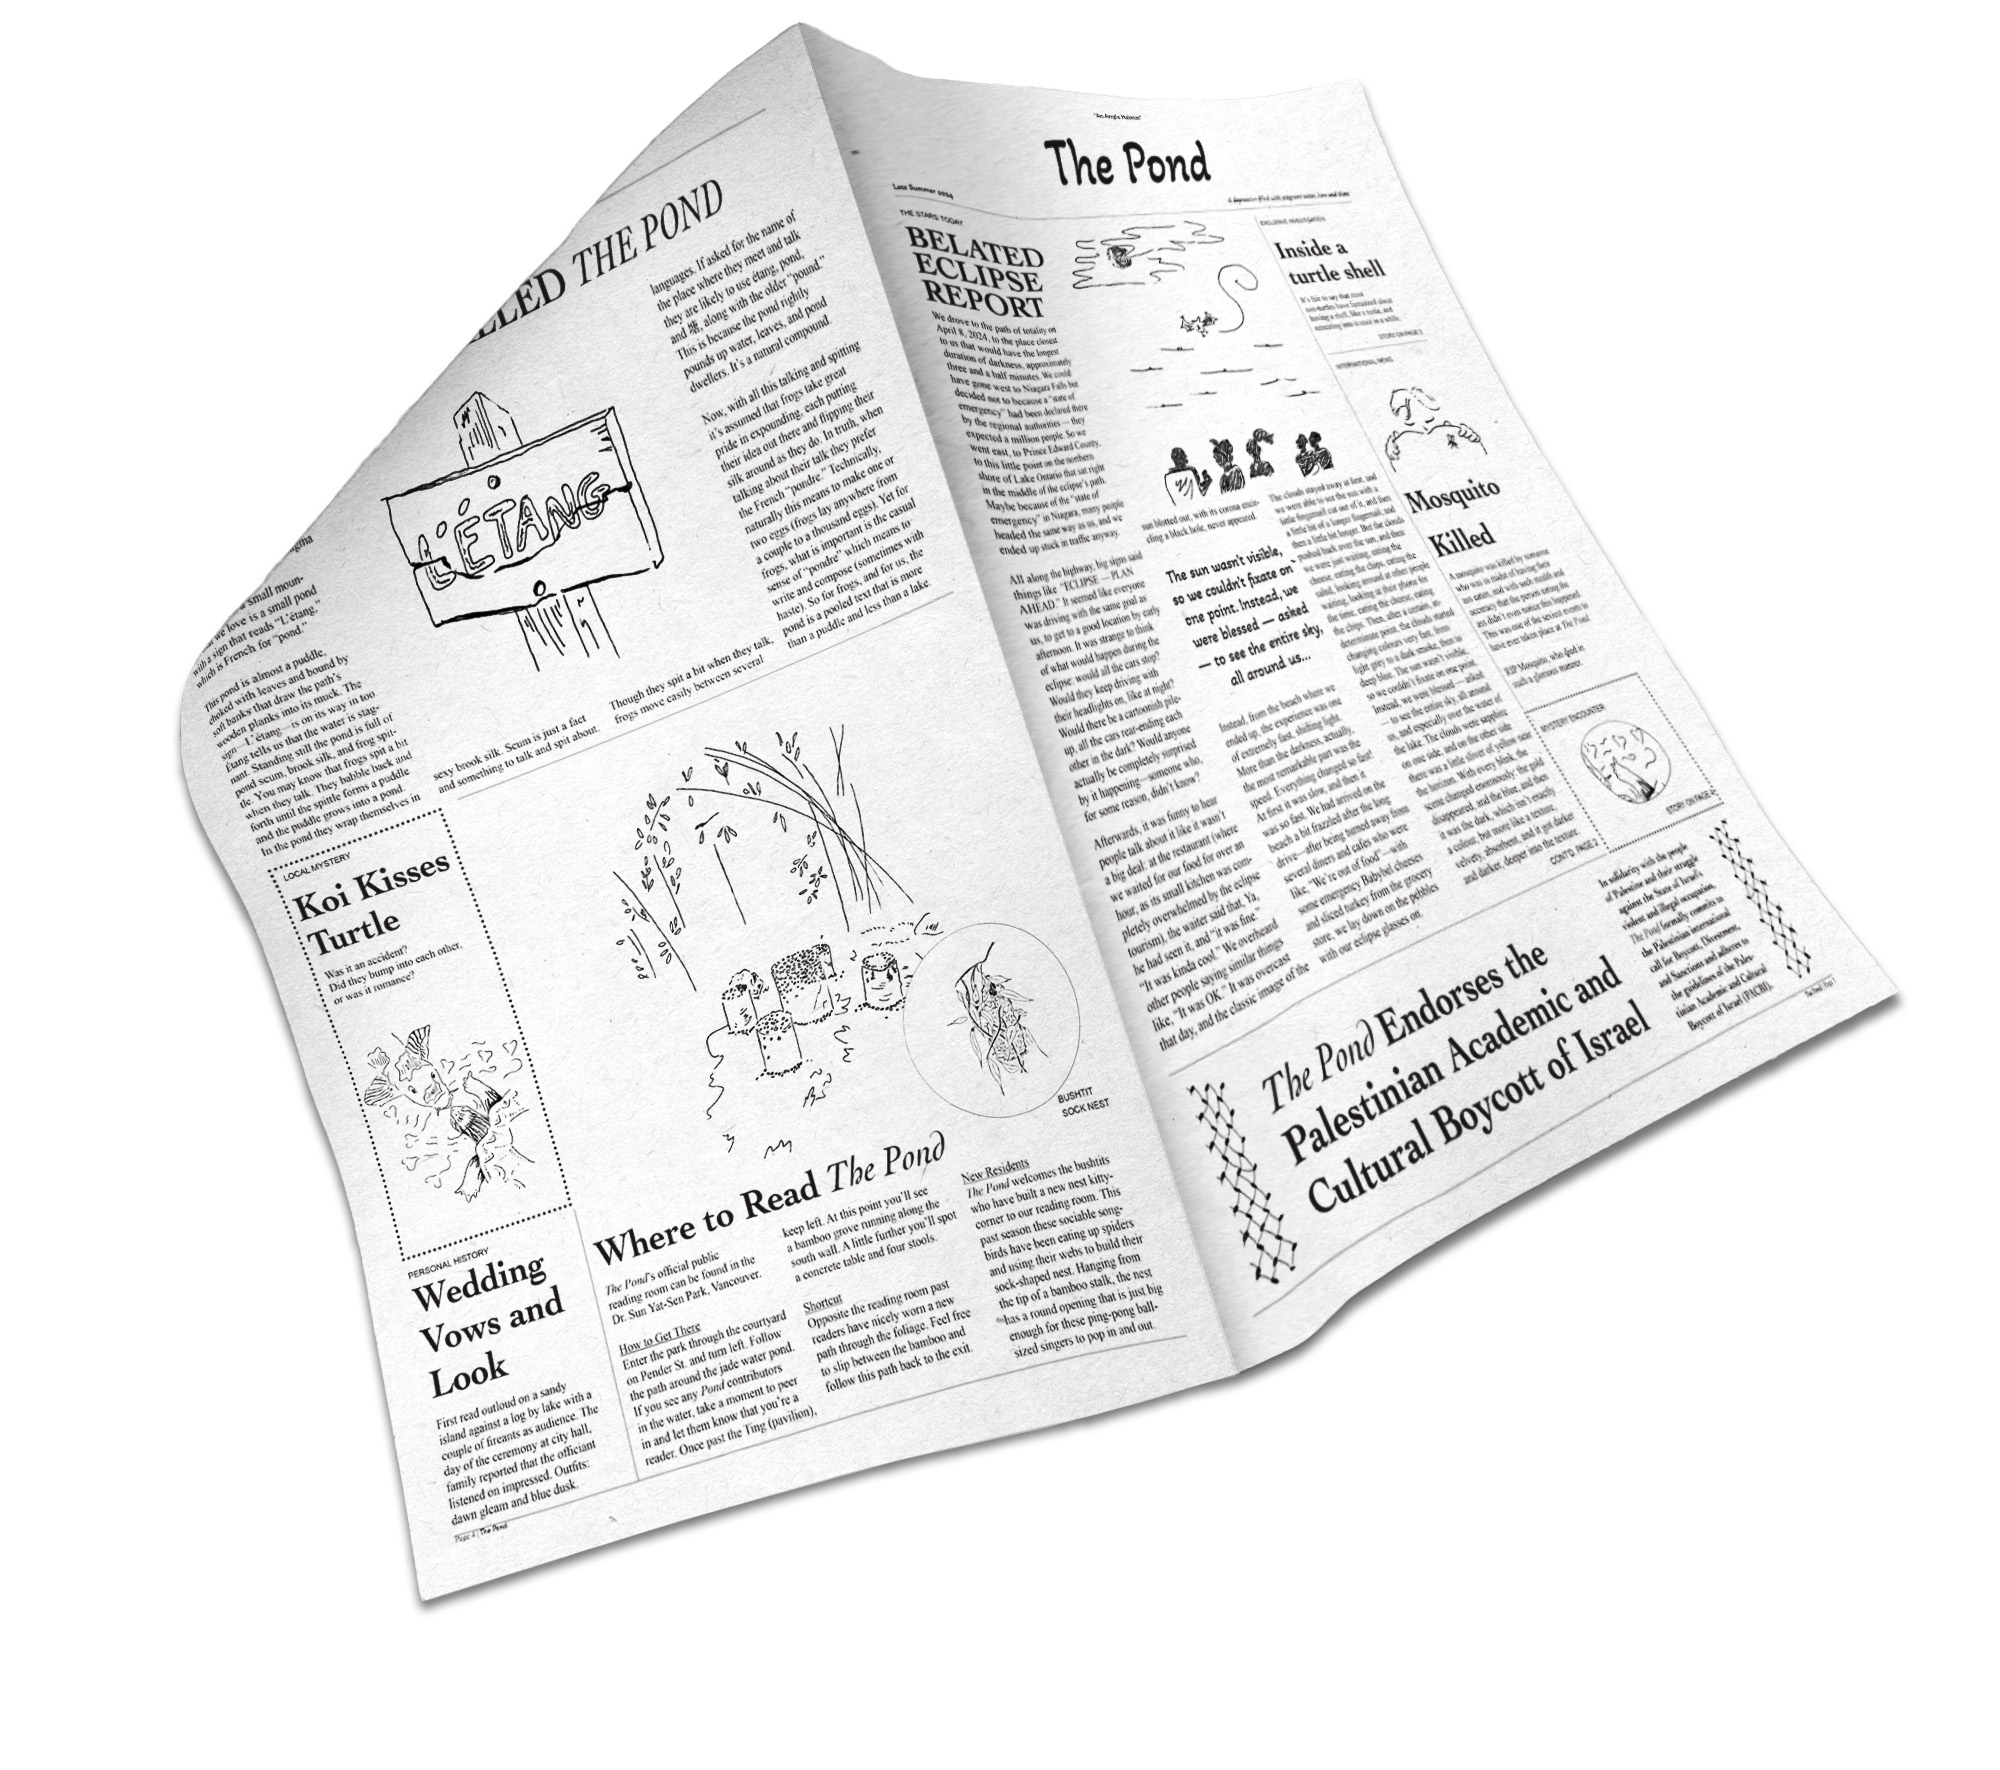 LLED THE POND
small moun-
we love is a small pond
with a sign that reads “L’étang,”
which is French for “pond.”
This pond is almost a puddle,
choked with leaves and bound by
soft banks that draw the path’s
wooden planks into its muck. The
sign—L’étang—is on its way in too.
Étang tells us that the water is stag-
nant. Standing still the pond is full of
pond scum, brook silk, and frog spit-
tle. You may know that frogs spit a bit
when they talk. They babble back and
forth until the spittle forms a puddle
and the puddle grows into a pond.
In the pond they wrap themselves in
L’ÉTANG
sexy brook silk. Scum is just a fact
and something to talk and spit about.
Though they spit a bit when they talk,
frogs move easily between several
languages. If asked for the name of
the place where they meet and talk
they are likely to use étang, pond,
and 塘, along with the older “pound.”
This is because the pond rightly
pounds up water, leaves, and pond
dwellers. It’s a natural compound.
Now, with all this talking and spitting
it’s assumed that frogs take great
pride in expounding, each putting
their idea out there and flipping their
silk around as they do. In truth, when
talking about their talk they prefer
the French “pondre.” Technically,
naturally this means to make one or
two eggs (frogs lay anywhere from
a couple to a thousand eggs). Yet for
frogs, what is important is the casual
sense of “pondre” which means to
write and compose (sometimes with
haste). So for frogs, and for us, the
pond is a pooled text that is more
than a puddle and less than a lake.
LOCAL MYSTERY
Koi Kisses
Turtle
Was it an accident?
Did they bump into each other,
or was it romance?
PERSONAL HISTORY
Wedding
Vows and
Look
First read outloud on a sandy
island against a log by lake with a
couple of fireants as audience. The
day of the ceremony at city hall,
family reported that the officiant
listened on impressed. Outfits:
dawn gleam and blue dusk.
BUSHTIT
SOCK NEST
Where to Read The Pond
The Pond’s official public
reading room can be found in the
Dr. Sun Yat-Sen Park, Vancouver.
How to Get There
Enter the park through the courtyard
on Pender St. and turn left. Follow
the path around the jade water pond.
If you see any Pond contributors
in the water, take a moment to peer
in and let them know that you’re a
reader. Once past the Ting (pavilion),
keep left. At this point you’ll see
a bamboo grove running along the
south wall. A little further you’ll spot
a concrete table and four stools.
Shortcut
Opposite the reading room past
readers have nicely worn a new
path through the foliage. Feel free
to slip between the bamboo and
follow this path back to the exit.
New Residents
The Pond welcomes the bushtits
who have built a new nest kitty-
corner to our reading room. This
past season these sociable song-
birds have been eating up spiders
and using their webs to build their
sock-shaped nest. Hanging from
the tip of a bamboo stalk, the nest
has a round opening that is just big
enough for these ping-pong ball-
sized singers to pop in and out.
Page 4 | The Pond
The Pond
Late Summer 2024
A depression filled with stagnant water, love and slime
THE STARS TODAY
BELATED
ECLIPSE
REPORT
We drove to the path of totality on
April 8, 2024, to the place closest
to us that would have the longest
duration of darkness, approximately
three and a half minutes. We could
have gone west to Niagara Falls but
decided not to because a “state of
emergency” had been declared there
by the regional authorities — they
expected a million people. So we
went east, to Prince Edward County,
to this little point on the northern
shore of Lake Ontario that sat right
in the middle of the eclipse’s path.
Maybe because of the “state of
emergency” in Niagara, many people
headed the same way as us, and we
ended up stuck in traffic anyway.
All along the highway, big signs said
things like “ECLIPSE — PLAN
AHEAD.” It seemed like everyone
was driving with the same goal as
us, to get to a good location by early
afternoon. It was strange to think
of what would happen during the
eclipse: would all the cars stop?
Would they keep driving with
their headlights on, like at night?
Would there be a cartoonish pile-
up, all the cars rear-ending each
other in the dark? Would anyone
actually be completely surprised
by it happening—someone who,
for some reason, didn’t know?
Afterwards, it was funny to hear
people talk about it like it wasn’t
a big deal: at the restaurant (where
we waited for our food for over an
hour, as its small kitchen was com-
pletely overwhelmed by the eclipse
tourism), the waiter said that, Ya,
he had seen it, and “it was fine.”
“It was kinda cool.” We overheard
other people saying similar things
like, “It was OK.” It was overcast
that day, and the classic image of the
sun blotted out, with its corona encir-
cling a black hole, never appeared.
The sun wasn’t visible,
so we couldn’t fixate on
one point. Instead, we
were blessed — asked
— to see the entire sky,
all around us...
Instead, from the beach where we
ended up, the experience was one
of extremely fast, shifting light.
More than the darkness, actually,
the most remarkable part was the
speed. Everything changed so fast!
At first it was slow, and then it
was so fast. We had arrived on the
beach a bit frazzled after the long
drive—after being turned away from
several diners and cafes who were
like, “We’re out of food”—with
some emergency Babybel cheeses
and sliced turkey from the grocery
store, we lay down on the pebbles
with our eclipse glasses on.
The clouds stayed away at first, and
we were able to see the sun with a
little fingernail cut out of it, and then
a little bit of a longer fingernail, and
then a little bit longer. But the clouds
pushed back over the sun, and then
we were just waiting, eating the
cheese, eating the chips, eating the
salad, looking around at other people
waiting, looking at their phone for
the time, eating the cheese, eating
the chips. Then, after a certain, in-
determinate point, the clouds started
changing colours very fast, from
light grey to a dark smoke, then to
deep blue. The sun wasn’t visible,
so we couldn’t fixate on one point.
Instead, we were blessed — asked
— to see the entire sky, all around
us, and especially over the water of
the lake. The clouds were sapphire
on one side, and on the other side
there was a little sliver of yellow near
the horizon. With every blink, the
scene changed enormously: the gold
disappeared, and the blue, and then
it was the dark, which isn’t exactly
a colour, but more like a texture,
velvety, absorbent, and it got darker
and darker, deeper into the texture.
CONT’D, PAGE 2
EXCLUSIVE INVESTIGATION
Inside a
turtle shell
It’s fair to say that most
non-turtles have fantasized about
having a shell, like a turtle, and
retreating into it once in a while.
STORY ON PAGE 2
INTERNATIONAL NEWS
Mosquito
Killed
A mosquito was killed by someone
who was in midst of having their
ass eaten, and with such stealth and
accuracy that the person eating the
ass didn’t even notice this happened.
This was one of the sexiest events to
have ever taken place at The Pond.
RIP Mosquito, who died in
such a glorious manner.
MYSTERY ENCOUNTER
STORY ON PAGE
The Pond Endorses the
Palestinian Academic and
Cultural Boycott of Israel
In solidarity with the people
of Palestine and their struggle
against the State of Israel’s
violent and illegal occupation,
The Pond formally commits to
the Palestinian international
call for Boycott, Divestment,
and Sanctions and adheres to
the guidelines of the Pales-
tinian Academic and Cultural
Boycott of Israel (PACBI).